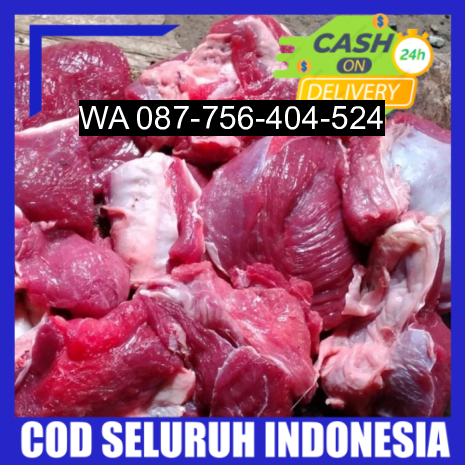 CASH
ON
DELIVERY
24h
$
$
$
WA 087-756-404-524
COD SELURUH INDONESIA